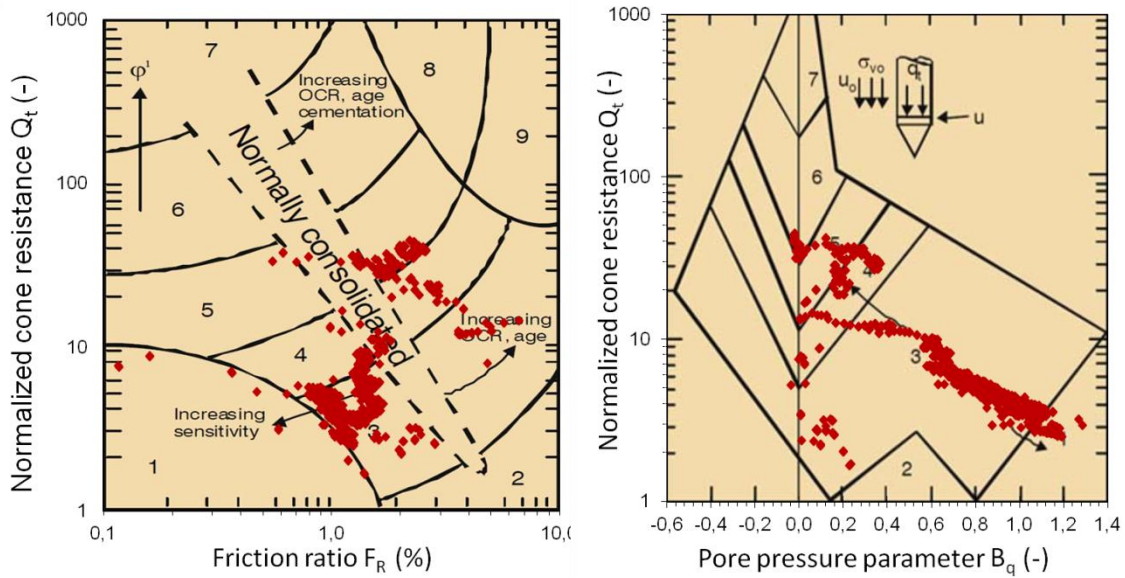 Normalized cone resistance Qt (-)
1000
100
10
1
0,1
1,0
10,
Friction ratio FR (%)
φ'
7
8
9
6
5
4
3
1
2
Increasing
OCR, age
cementation
Normally consolidated
Increasing
OCR, age
Increasing
sensitivity
Normalized cone resistance Qt (-)
1000
100
10
1
-0,6
-0,4
-0,2
0,0
0,2
0,4
0,6
0,8
1,0
1,2
1,4
Pore pressure parameter Bq (-)
7
6
5
4
3
2
σvo
uo
qt
u